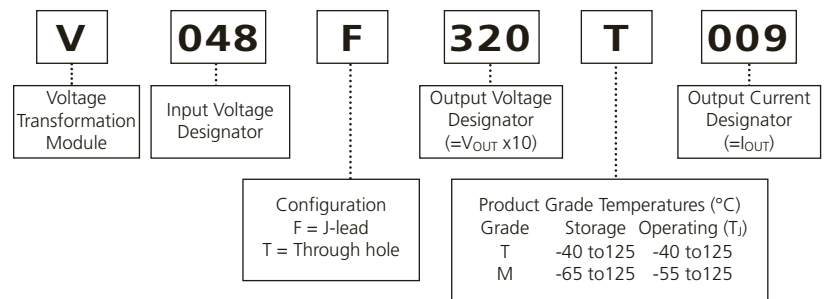 V 048 F 320 T 009
Voltage
Transformation
Module
Input Voltage
Designator
Output Voltage
Designator
(=VOUT x10)
Output Current
Designator
(=IOUT)
Configuration
F = J-lead
T = Through hole
Product Grade Temperatures (°C)
Grade Storage Operating (TJ)
T -40 to125 -40 to125
M -65 to125 -55 to125